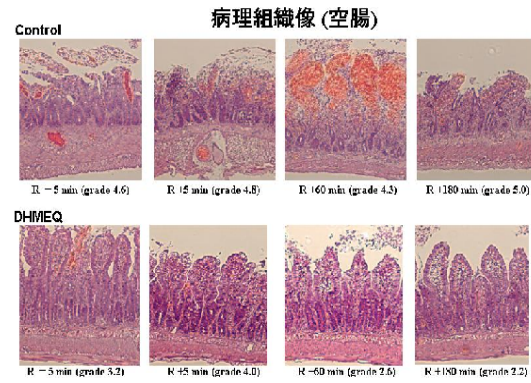 病理組織像 (空腸)
Control
R －5 min (grade 4.6)
R +5 min (grade 4.8)
R +60 min (grade 4.3)
R +180 min (grade 5.0)
DHMEQ
R －5 min (grade 3.2)
R +5 min (grade 4.0)
R +60 min (grade 2.6)
R +180 min (grade 2.2)